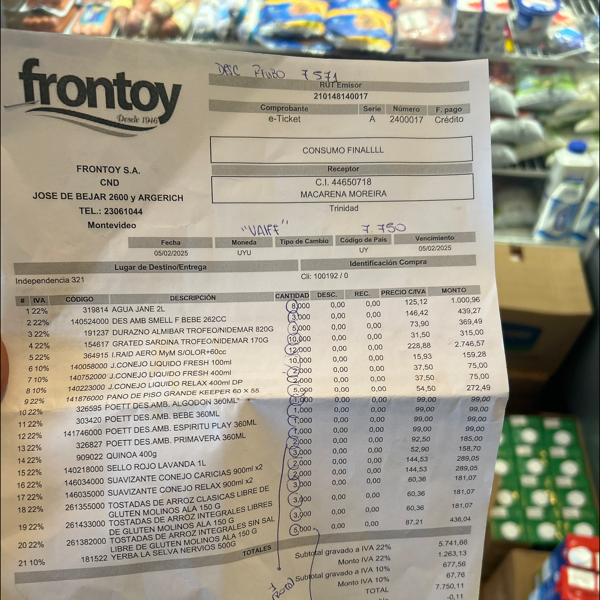 DESC RUBO 7571
frontoy
Desde 1946
RUT Emisor
210148140017
Comprobante Serie Número F. pago
e-Ticket A 2400017 Crédito
CONSUMO FINALLLL
Receptor
C.I. 44650718
MACARENA MOREIRA
Trinidad
FRONTOY S.A.
CND
JOSE DE BEJAR 2600 y ARGERICH
TEL.: 23061044
Montevideo
7 750
Fecha Moneda Tipo de Cambio Código de País Vencimiento
05/02/2025 UYU UY 05/02/2025
Lugar de Destino/Entrega Identificación Compra
Independencia 321 Cli: 100192 / 0
# IVA CÓDIGO DESCRIPCIÓN CANTIDAD DESC. REC. PRECIO C/IVA MONTO
1 22% 319814 AGUA JANE 2L 8,000 0,00 0,00 125,12 1.000,96
2 22% 140524000 DES AMB SMELL F BEBE 262CC 3,000 0,00 0,00 146,42 439,27
3 22% 191237 DURAZNO ALMIBAR TROFEO/NIDEMAR 820G 5,000 0,00 0,00 73,90 369,49
4 22% 154617 GRATED SARDINA TROFEO/NIDEMAR 170G 10,000 0,00 0,00 31,50 315,00
5 22% 364915 I.RAID AERO MyM S/OLOR+60cc 12,000 0,00 0,00 228,88 2.746,57
6 10% 140058000 J.CONEJO LIQUIDO FRESH 100ml 10,000 0,00 0,00 15,93 159,28
7 10% 140752000 J.CONEJO LIQUIDO FRESH 400ml 2,000 0,00 0,00 37,50 75,00
8 10% 140223000 J.CONEJO LIQUIDO RELAX 400ml DP 2,000 0,00 0,00 37,50 75,00
9 22% 141876000 PANO DE PISO GRANDE KEEPER 60 x 55 5,000 0,00 0,00 54,50 272,49
10 22% 326595 POETT DES.AMB. ALGODON 360ML* 1,000 0,00 0,00 99,00 99,00
11 22% 303420 POETT DES.AMB. BEBE 360ML 1,000 0,00 0,00 99,00 99,00
12 22% 141746000 POETT DES.AMB. ESPIRITU PLAY 360ML 1,000 0,00 0,00 99,00 99,00
13 22% 326827 POETT DES.AMB. PRIMAVERA 360ML 1,000 0,00 0,00 99,00 99,00
14 22% 909022 QUINOA 400g 2,000 0,00 0,00 92,50 185,00
15 22% 140218000 SELLO ROJO LAVANDA 1L 3,000 0,00 0,00 52,90 158,70
16 22% 146034000 SUAVIZANTE CONEJO CARICIAS 900ml x2 2,000 0,00 0,00 144,53 289,05
17 22% 146035000 SUAVIZANTE CONEJO RELAX 900ml x2 2,000 0,00 0,00 144,53 289,05
18 22% 261355000 TOSTADAS DE ARROZ CLASICAS LIBRE DE GLUTEN MOLINOS ALA 150 G 3,000 0,00 0,00 60,36 181,07
19 22% 261433000 TOSTADAS DE ARROZ INTEGRALES LIBRES DE GLUTEN MOLINOS ALA 150 G 3,000 0,00 0,00 60,36 181,07
20 22% 261382000 TOSTADAS DE ARROZ INTEGRALES SIN SAL LIBRE DE GLUTEN MOLINOS ALA 150 G 3,000 0,00 0,00 60,36 181,07
21 10% 181522 YERBA LA SELVA NERVIOS 500G 5,000 0,00 0,00 87,21 436,04
TOTALES
Subtotal gravado a IVA 22% 5.741,66
Monto IVA 22% 1.263,13
Subtotal gravado a IVA 10% 677,56
Monto IVA 10% 67,76
TOTAL 7.750,11
-0,11